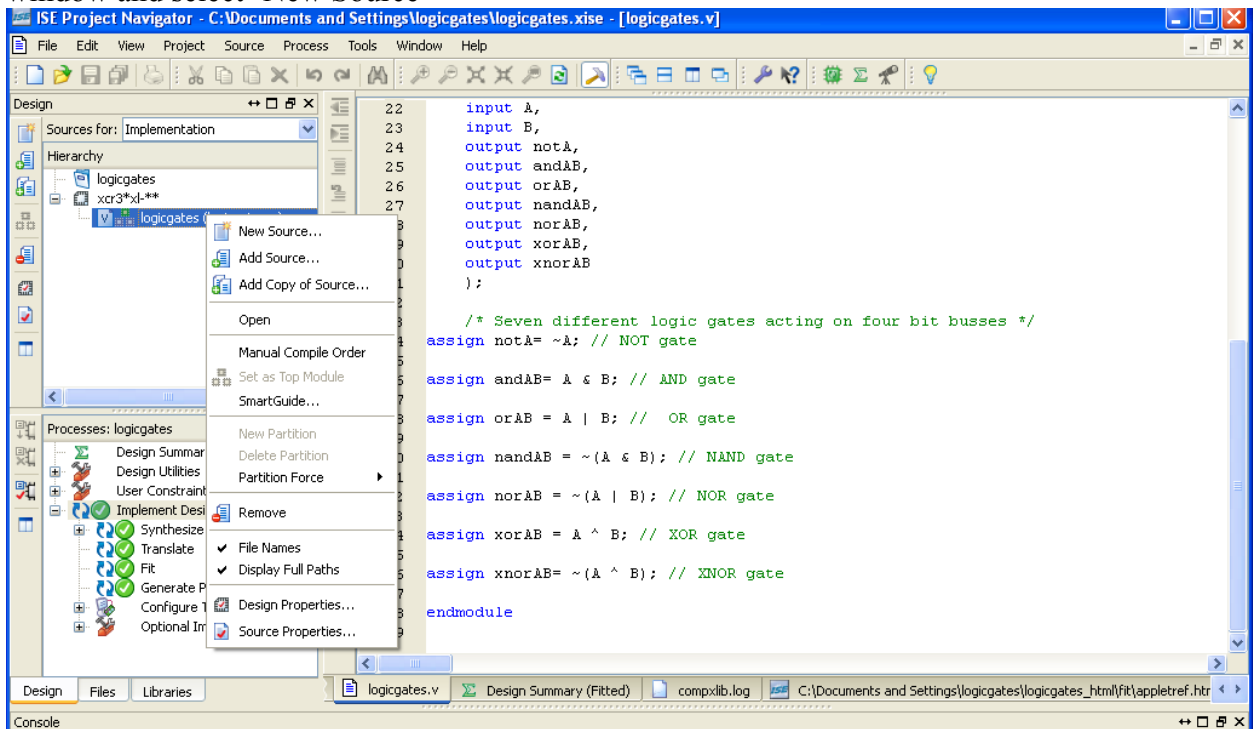 window and select "New Source"
ISE Project Navigator - C:\Documents and Settings\logicgates\logicgates.xise - [logicgates.v]
File Edit View Project Source Process Tools Window Help
Design
Sources for: Implementation
Hierarchy
logicgates
xcr3*xl-**
logicgates
New Source...
Add Source...
Add Copy of Source...
Open
Manual Compile Order
Set as Top Module
SmartGuide...
New Partition
Delete Partition
Partition Force
Remove
File Names
Display Full Paths
Design Properties...
Source Properties...
Processes: logicgates
Design Summar
Design Utilities
User Constraint
Implement Desi
Synthesize
Translate
Fit
Generate P
Configure T
Optional Im
Design Files Libraries
22 input A,
23 input B,
24 output notA,
25 output andAB,
26 output orAB,
27 output nandAB,
output norAB,
output xorAB,
output xnorAB
);
/* Seven different logic gates acting on four bit busses */
assign notA= ~A; // NOT gate
assign andAB= A & B; // AND gate
assign orAB = A | B; // OR gate
assign nandAB = ~(A & B); // NAND gate
assign norAB = ~(A | B); // NOR gate
assign xorAB = A ^ B; // XOR gate
assign xnorAB= ~(A ^ B); // XNOR gate
endmodule
logicgates.v Design Summary (Fitted) compxlib.log C:\Documents and Settings\logicgates\logicgates_html\fit\appletref.htr
Console